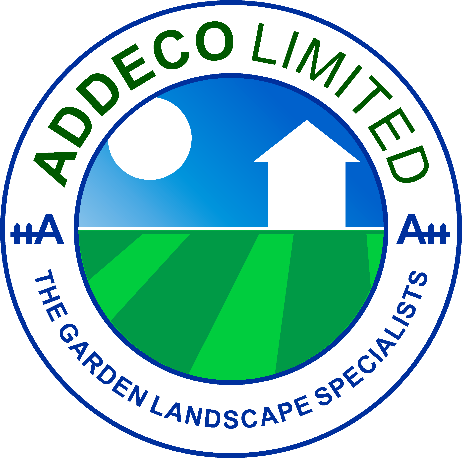 ADDECO LIMITED
A A
THE GARDEN LANDSCAPE SPECIALISTS